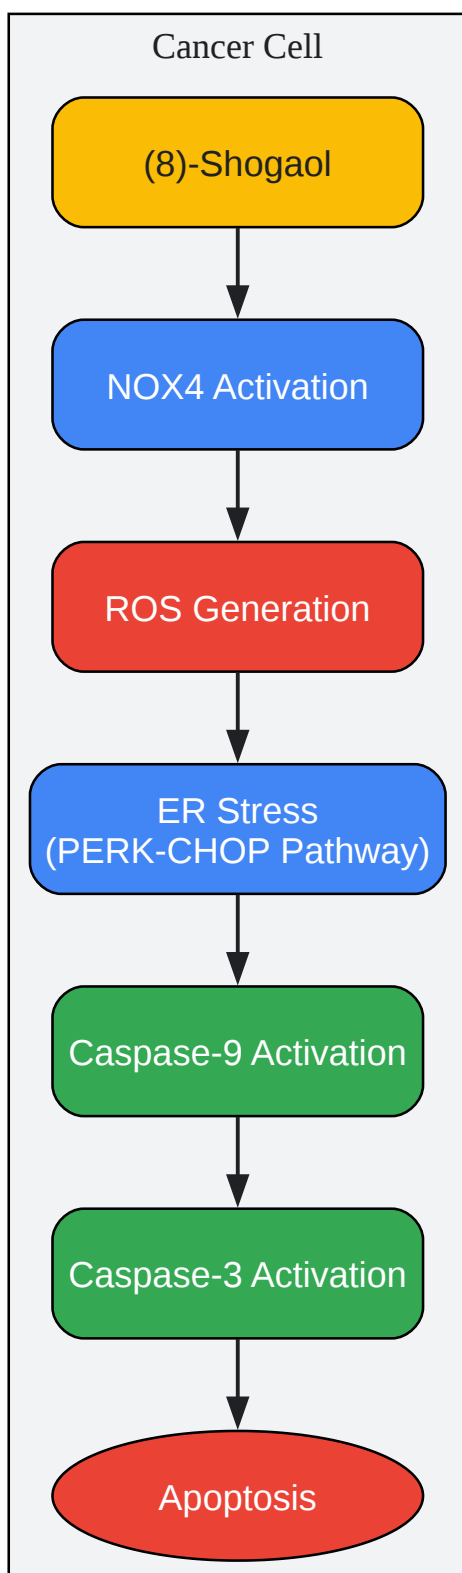 Cancer Cell
(8)-Shogaol
NOX4 Activation
ROS Generation
ER Stress
(PERK-CHOP Pathway)
Caspase-9 Activation
Caspase-3 Activation
Apoptosis